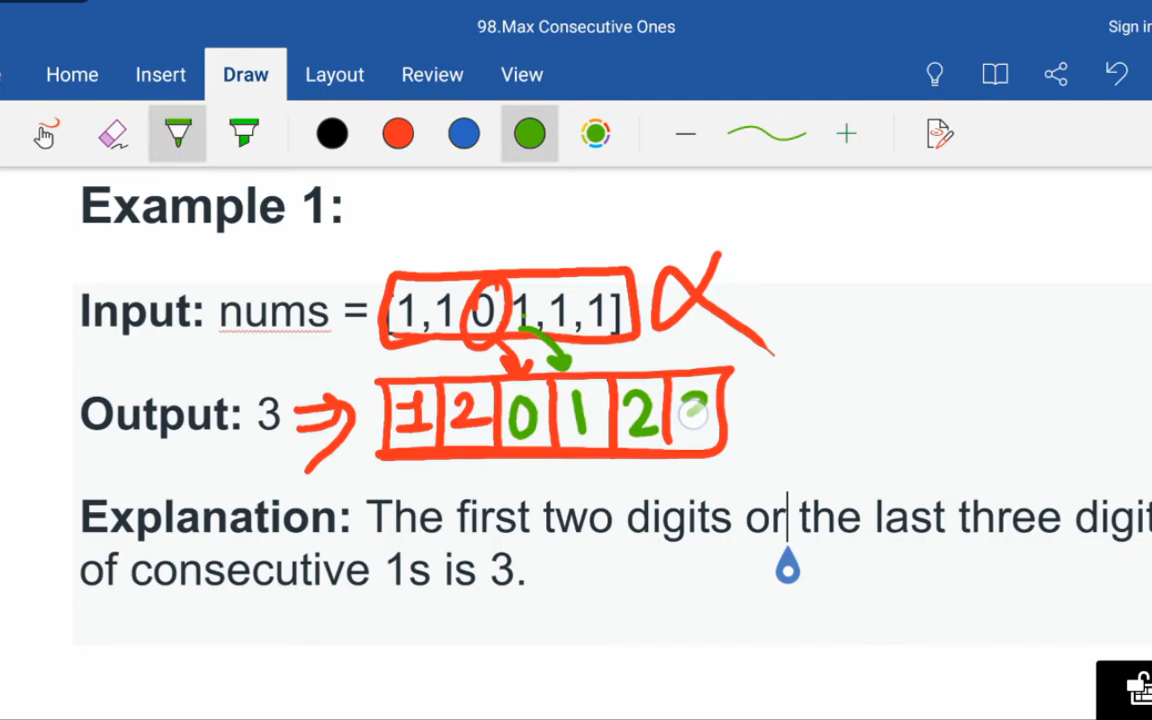 98.Max Consecutive Ones
Sign in
Home Insert Draw Layout Review View
Example 1:
Input: nums = [1,1 0 1,1,1]
Output: 3 ⇒ 1 2 0 1 2
Explanation: The first two digits or the last three digit
of consecutive 1s is 3.